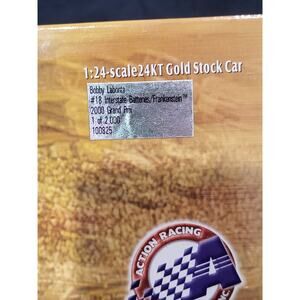 1:24-scale24KT Gold Stock Car
Bobby Labonte
#18 Interstate Batteries/Frankenstein™
2000 Grand Prix
1 of 2,000
100825
ACTION RACING